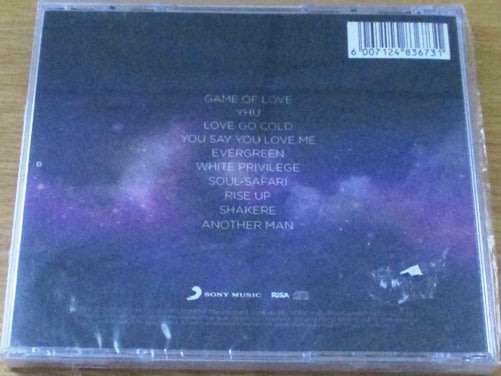 6 007124 836731
GAME OF LOVE
YHU
LOVE GO COLD
YOU SAY YOU LOVE ME
EVERGREEN
WHITE PRIVILEGE
SOUL-SAFARI
RISE UP
SHAKERE
ANOTHER MAN
SONY MUSIC RiSA